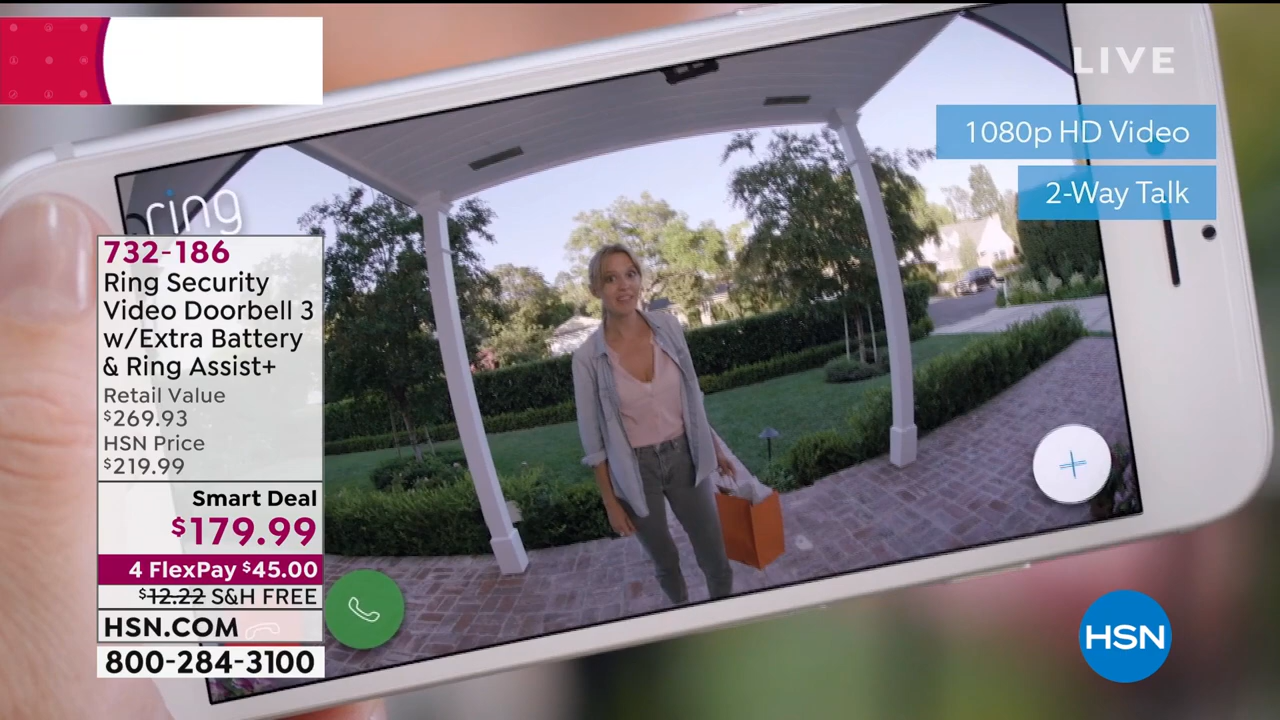 LIVE
1080p HD Video
2-Way Talk
ring
732-186
Ring Security
Video Doorbell 3
w/Extra Battery
& Ring Assist+
Retail Value
$269.93
HSN Price
$219.99
Smart Deal
$179.99
4 FlexPay $45.00
$12.22 S&H FREE
HSN.COM
800-284-3100
HSN